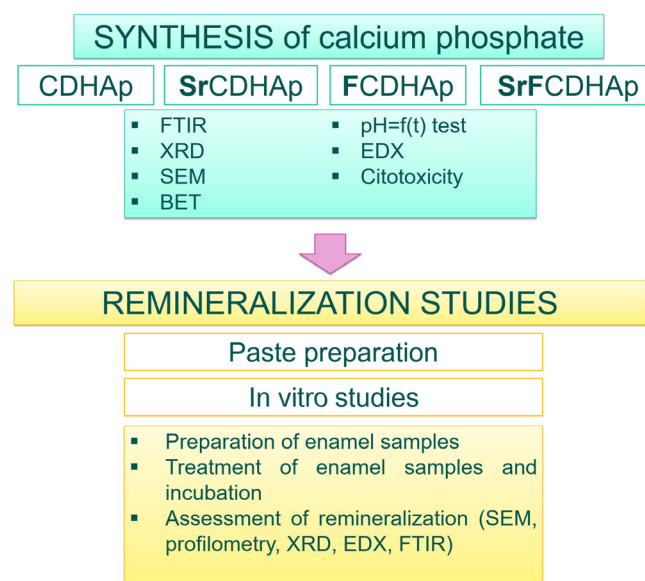 SYNTHESIS of calcium phosphate
CDHAp
SrCDHAp
FCDHAp
SrFCDHAp
▪ FTIR
▪ XRD
▪ SEM
▪ BET
▪ pH=f(t) test
▪ EDX
▪ Citotoxicity
REMINERALIZATION STUDIES
Paste preparation
In vitro studies
▪ Preparation of enamel samples
▪ Treatment of enamel samples and
incubation
▪ Assessment of remineralization (SEM,
profilometry, XRD, EDX, FTIR)